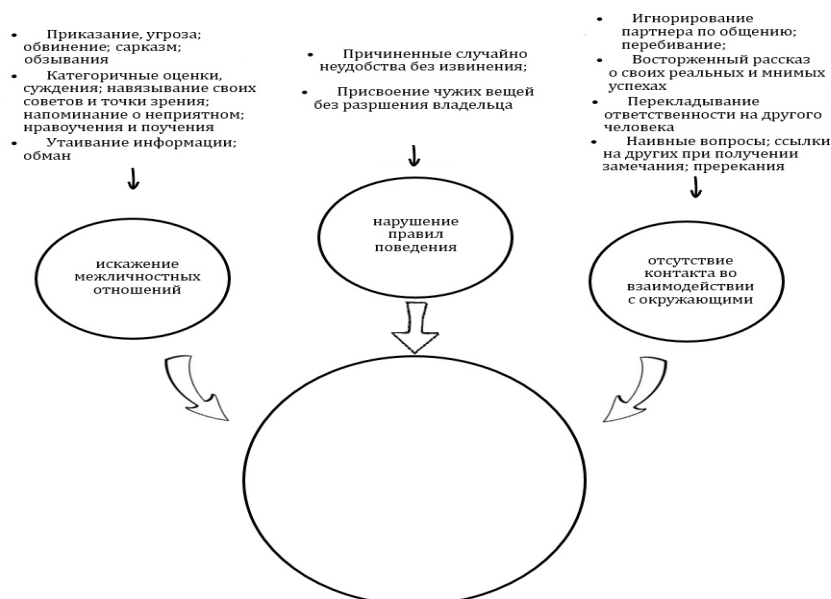 • Приказание, угроза;
обвинение; сарказм;
обзывания
• Категоричные оценки,
суждения; навязывание своих
советов и точки зрения;
напоминание о неприятном;
нравоучения и поучения
• Утаивание информации;
обман
• Причиненные случайно
неудобства без извинения;
• Присвоение чужих вещей
без разршения владельца
• Игнорирование
партнера по общению;
перебивание;
• Восторженный рассказ
о своих реальных и мнимых
успехах
• Перекладывание
ответственности на другого
человека
• Наивные вопросы; ссылки
на других при получении
замечания; пререкания
искажение
межличностных
отношений
нарушение
правил
поведения
отсутствие
контакта во
взаимодействии
с окружающими